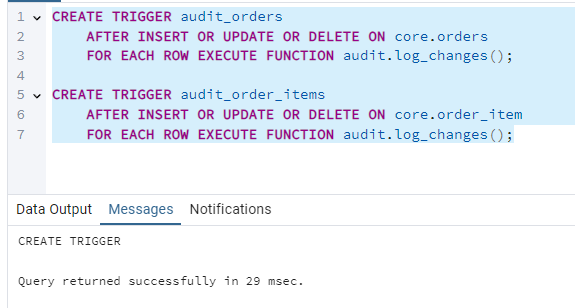 1 CREATE TRIGGER audit_orders
2 AFTER INSERT OR UPDATE OR DELETE ON core.orders
3 FOR EACH ROW EXECUTE FUNCTION audit.log_changes();
4
5 CREATE TRIGGER audit_order_items
6 AFTER INSERT OR UPDATE OR DELETE ON core.order_item
7 FOR EACH ROW EXECUTE FUNCTION audit.log_changes();
Data Output Messages Notifications
CREATE TRIGGER
Query returned successfully in 29 msec.